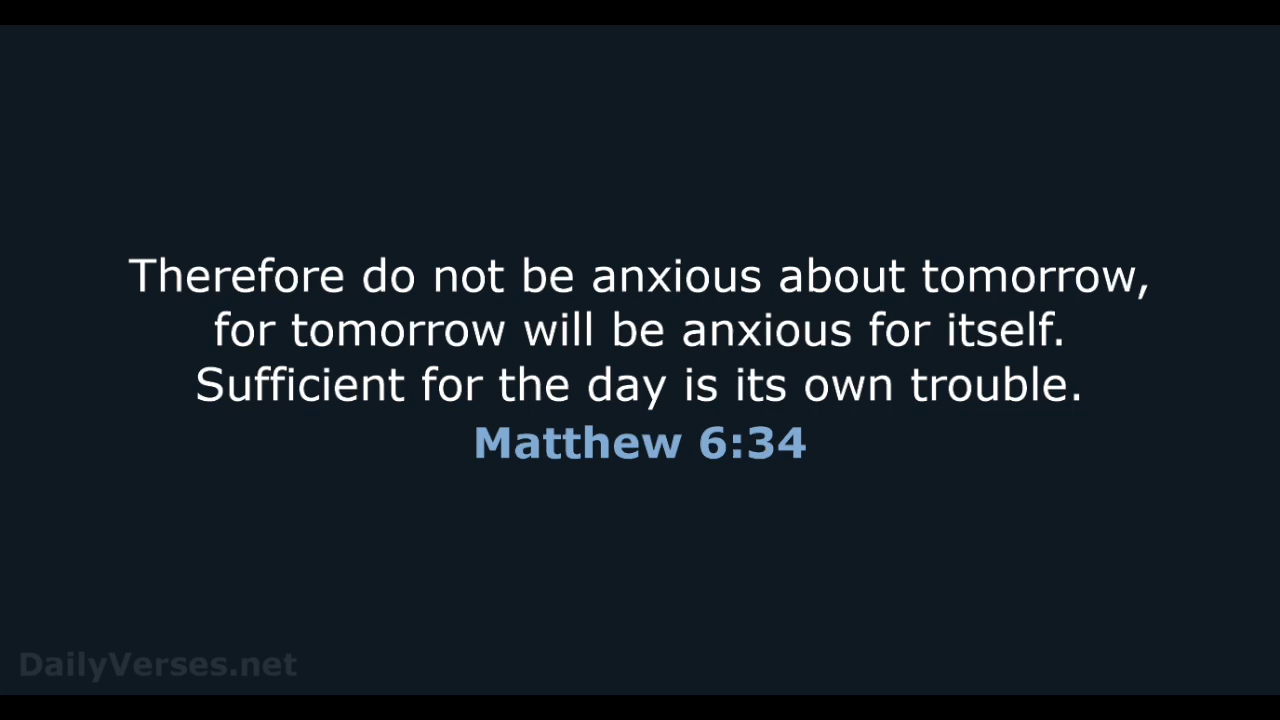 Therefore do not be anxious about tomorrow,
for tomorrow will be anxious for itself.
Sufficient for the day is its own trouble.
Matthew 6:34
DailyVerses.net